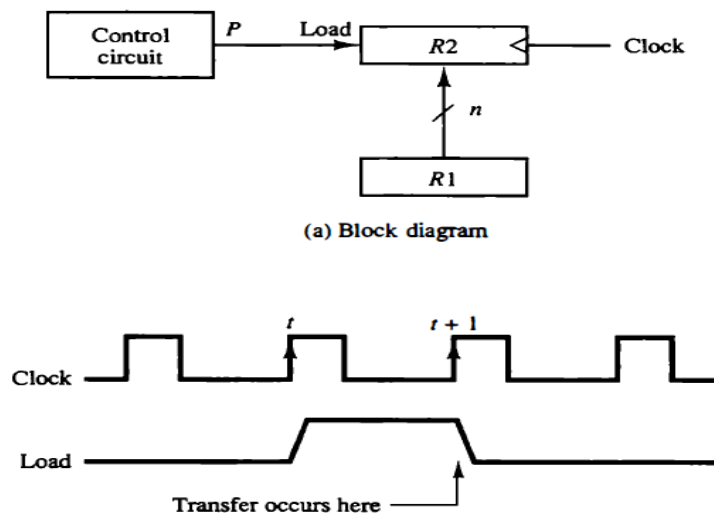 Control
circuit
P
Load
R2
Clock
n
R1
(a) Block diagram
t
t + 1
Clock
Load
Transfer occurs here